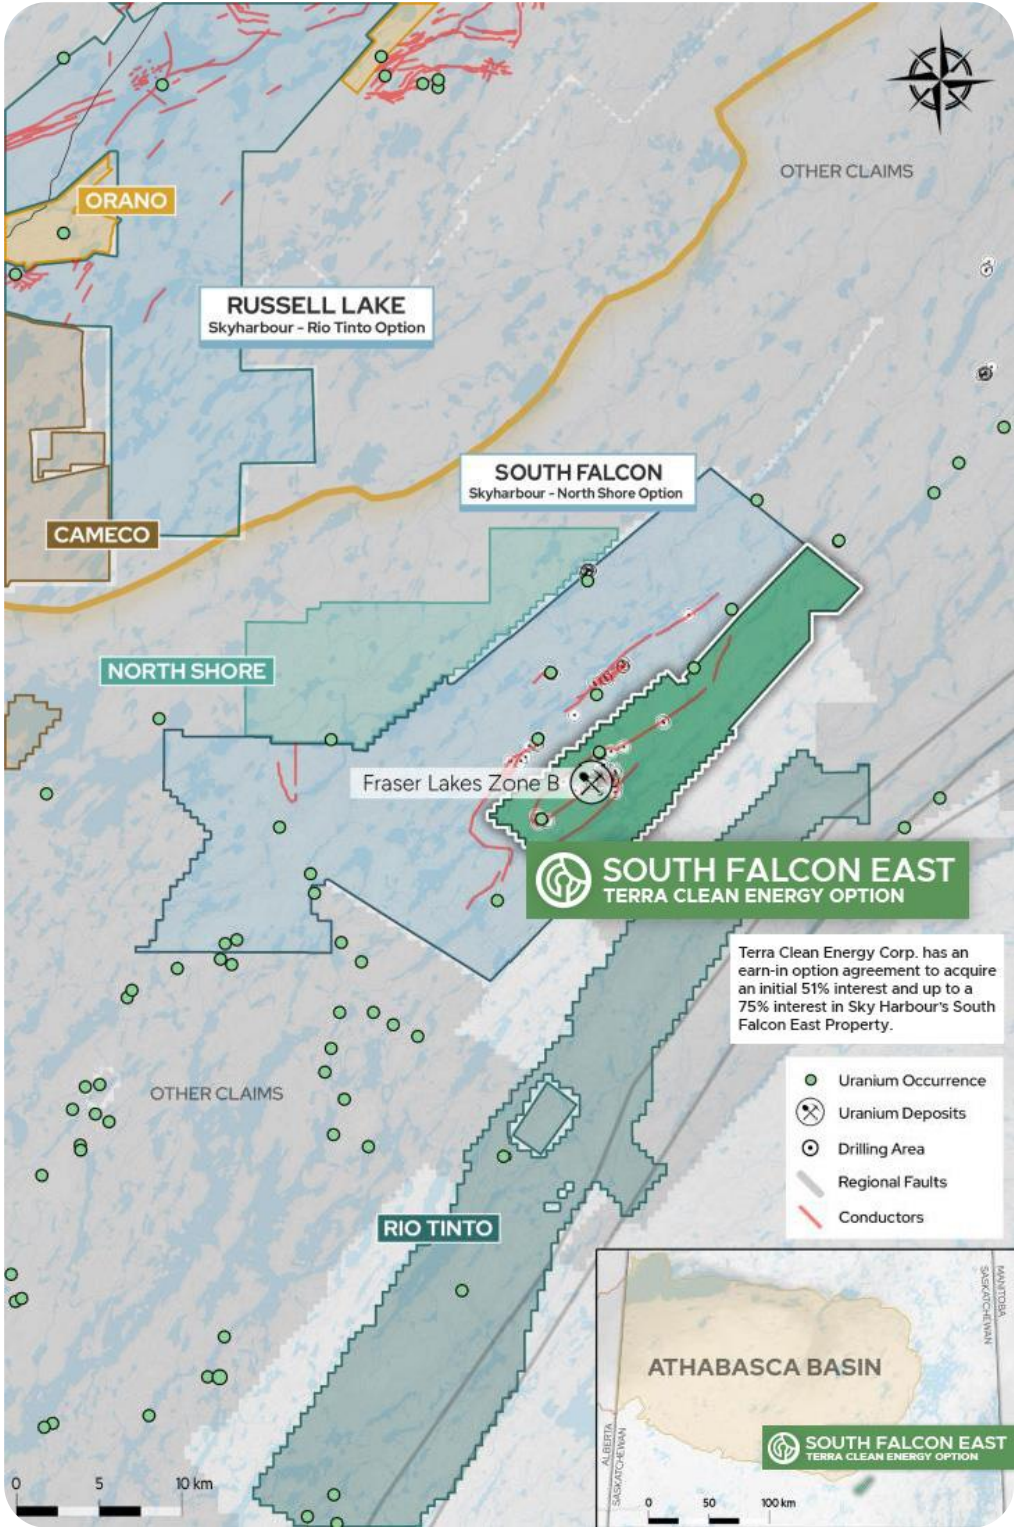 OTHER CLAIMS
ORANO
RUSSELL LAKE
Skyharbour - Rio Tinto Option
SOUTH FALCON
Skyharbour - North Shore Option
CAMECO
NORTH SHORE
Fraser Lakes Zone B
SOUTH FALCON EAST
TERRA CLEAN ENERGY OPTION
Terra Clean Energy Corp. has an
earn-in option agreement to acquire
an initial 51% interest and up to a
75% interest in Sky Harbour's South
Falcon East Property.
OTHER CLAIMS
Uranium Occurrence
Uranium Deposits
Drilling Area
Regional Faults
Conductors
RIO TINTO
MANITOBA
SASKATCHEWAN
ATHABASCA BASIN
ALBERTA
SASKATCHEWAN
SOUTH FALCON EAST
TERRA CLEAN ENERGY OPTION
0 5 10 km
0 50 100 km